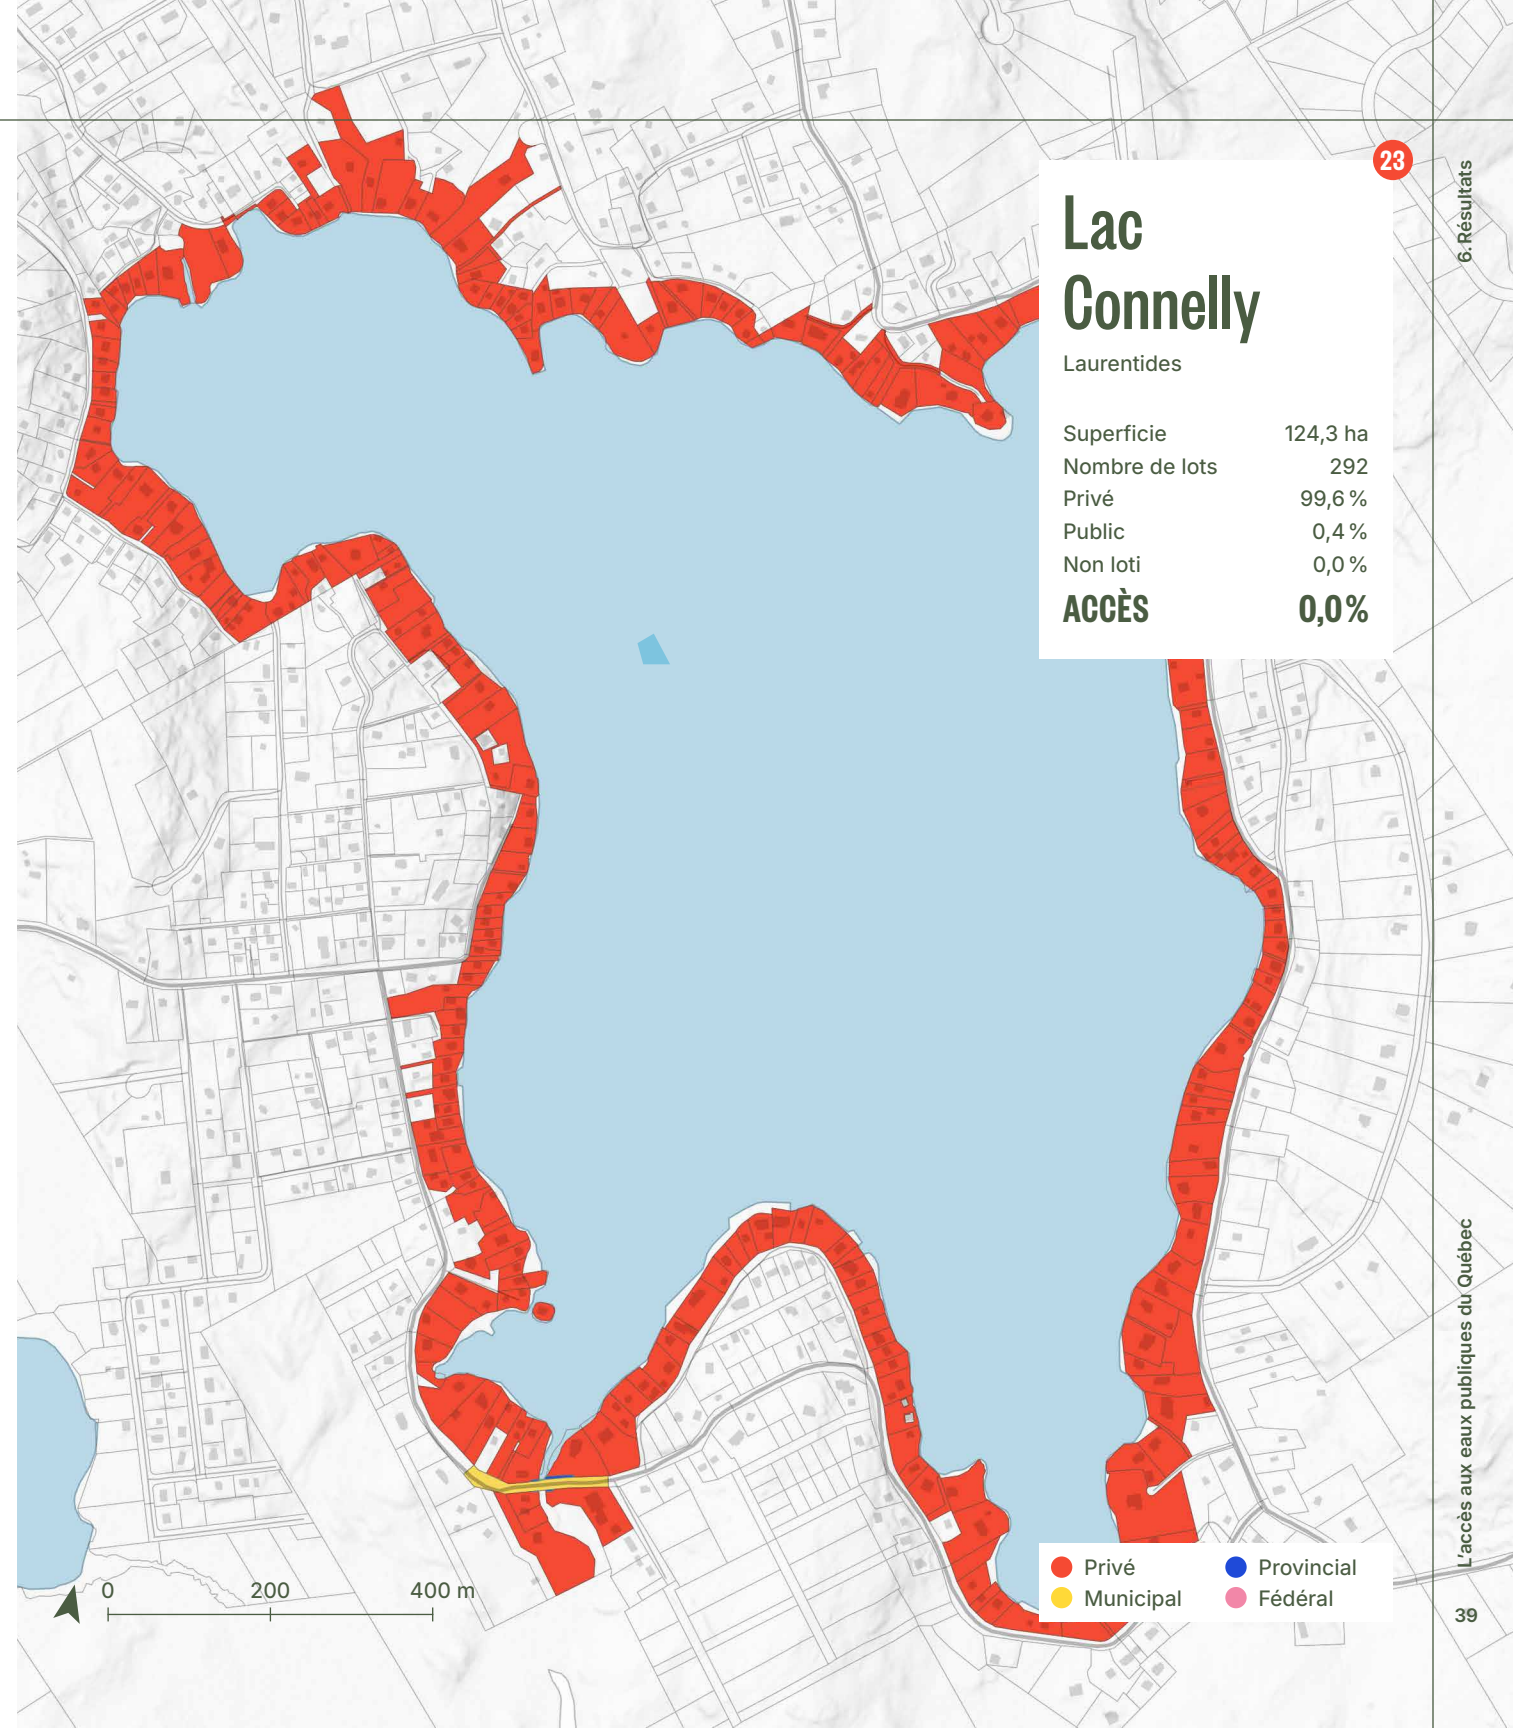 23
6. Résultats
Lac
Connelly
Laurentides
Superficie 124,3 ha
Nombre de lots 292
Privé 99,6 %
Public 0,4 %
Non loti 0,0 %
ACCÈS 0,0 %
L'accès aux eaux publiques du Québec
Privé Provincial
Municipal Fédéral
0 200 400 m
39